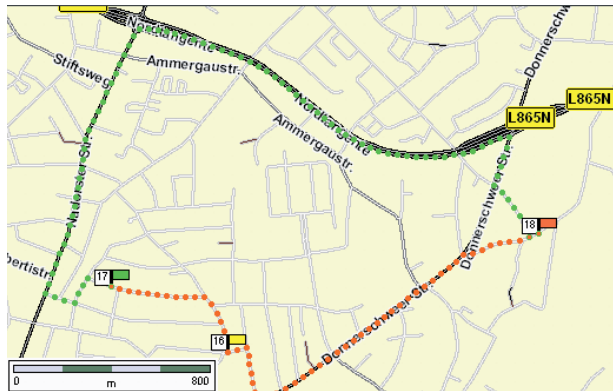 Nordtangente
Stiftsweg
Ammergaustr.
Donnerschweer
L865N
L865N
Nordtangente
Ammergaustr.
Nadorster Str.
Donnerschweer Str.
18
bertistr.
17
16
Donnerschweer Str.
0 m 800